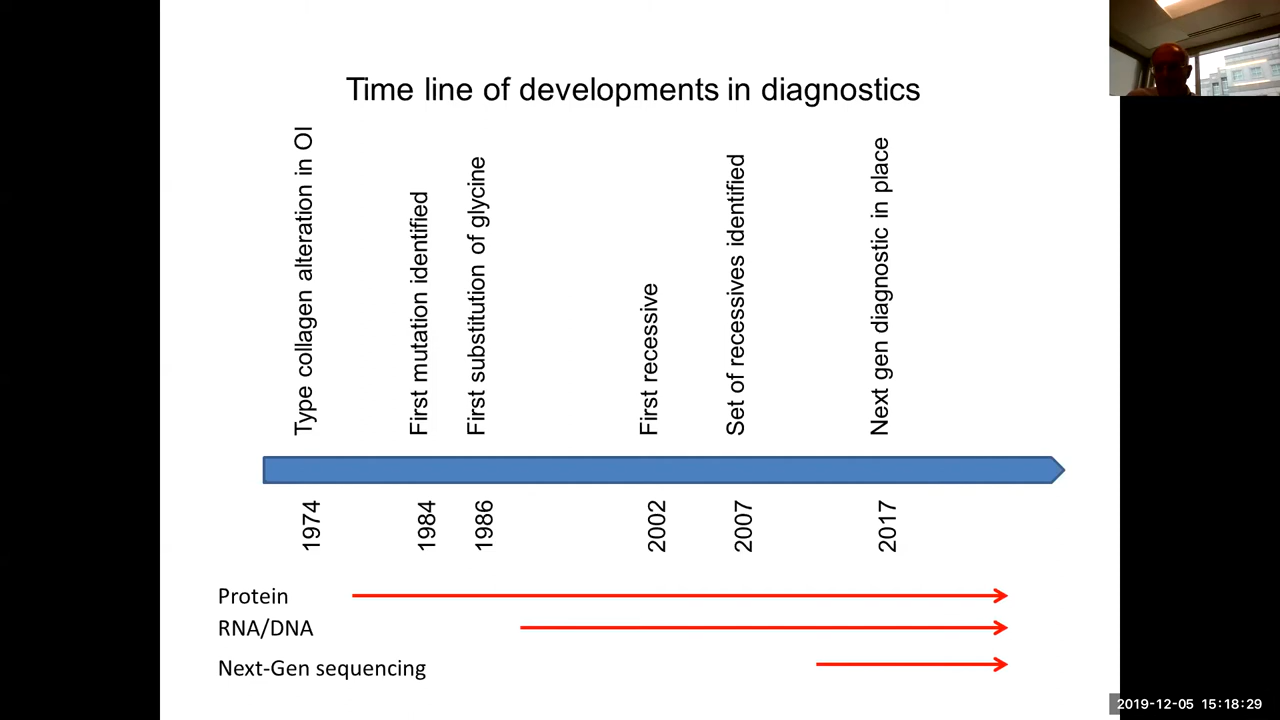 Time line of developments in diagnostics
Type collagen alteration in OI
First mutation identified
First substitution of glycine
First recessive
Set of recessives identified
Next gen diagnostic in place
1974
1984
1986
2002
2007
2017
Protein
RNA/DNA
Next-Gen sequencing
2019-12-05 15:18:29